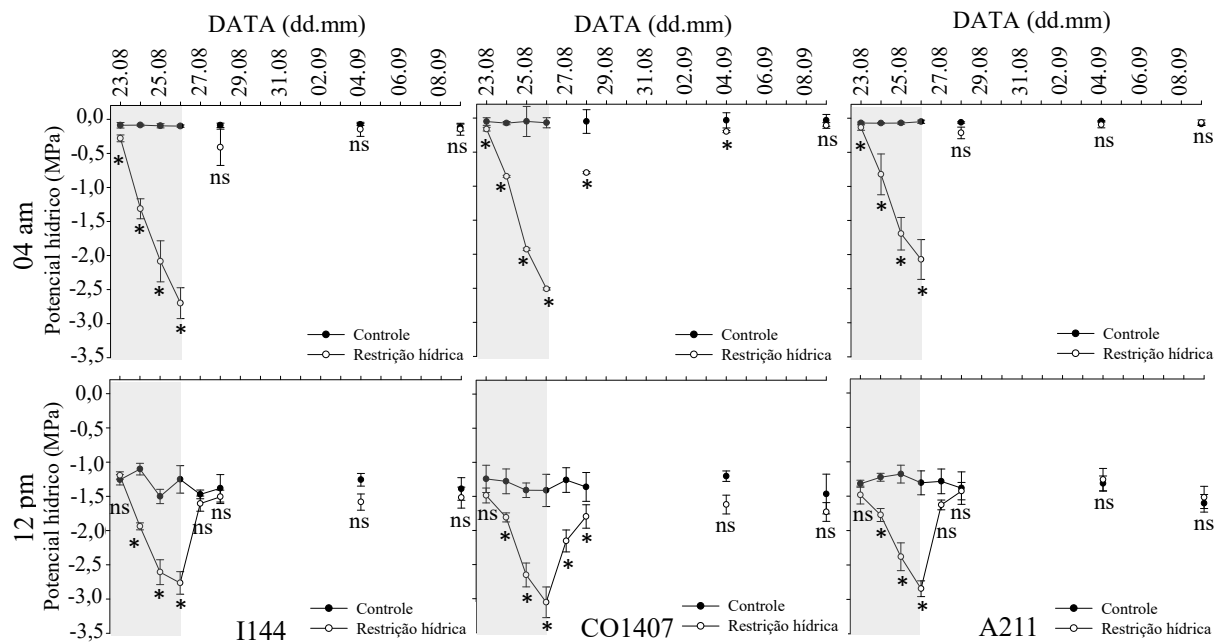 DATA (dd.mm) DATA (dd.mm) DATA (dd.mm)
23.08 25.08 27.08 29.08 31.08 02.09 04.09 06.09 08.09 23.08 25.08 27.08 29.08 31.08 02.09 04.09 06.09 08.09 23.08 25.08 27.08 29.08 31.08 02.09 04.09 06.09 08.09
04 am
Potencial hídrico (MPa)
0,0
-0,5
-1,0
-1,5
-2,0
-2,5
-3,0
-3,5
* * * * ns ns ns
Controle
Restrição hídrica
* * * * * * ns
Controle
Restrição hídrica
* * * * ns ns ns
Controle
Restrição hídrica
12 pm
Potencial hídrico (MPa)
0,0
0,5
-1,0
-1,5
-2,0
-2,5
-3,0
-3,5
ns * * * ns ns ns ns
Controle
Restrição hídrica
I144
ns * * * * * ns ns
Controle
Restrição hídrica
CO1407
ns * * * ns ns ns ns
Controle
Restrição hídrica
A211